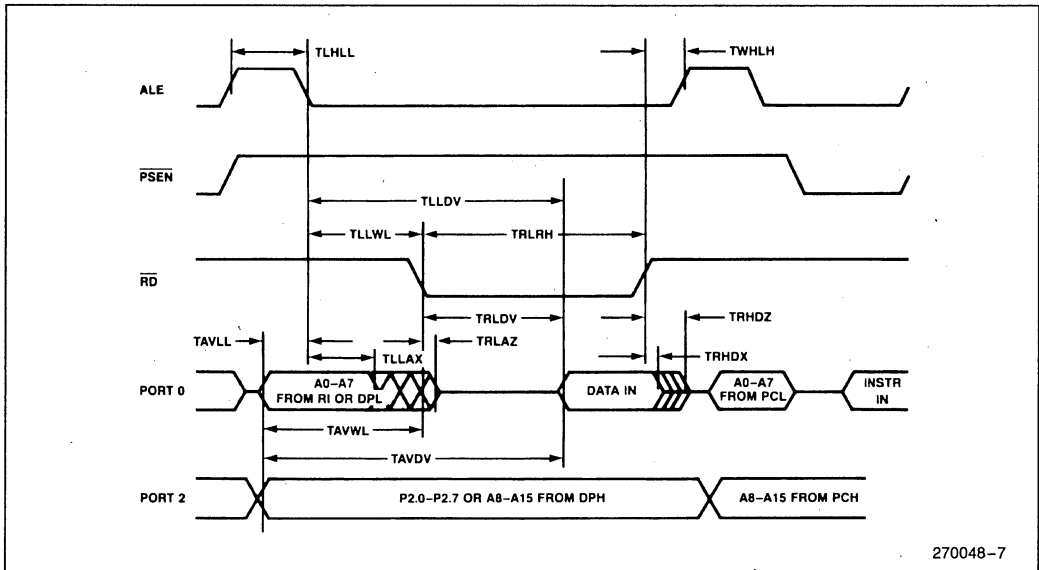 TLHLL
TWHLH
ALE
PSEN
TLLDV
TLLWL
TRLRH
RD
TRLDV
TRHDZ
TAVLL
TLLAX
TRLAZ
TRHDX
PORT 0
A0–A7
FROM RI OR DPL
DATA IN
A0–A7
FROM PCL
INSTR
IN
TAVWL
TAVDV
PORT 2
P2.0–P2.7 OR A8–A15 FROM DPH
A8–A15 FROM PCH
270048–7